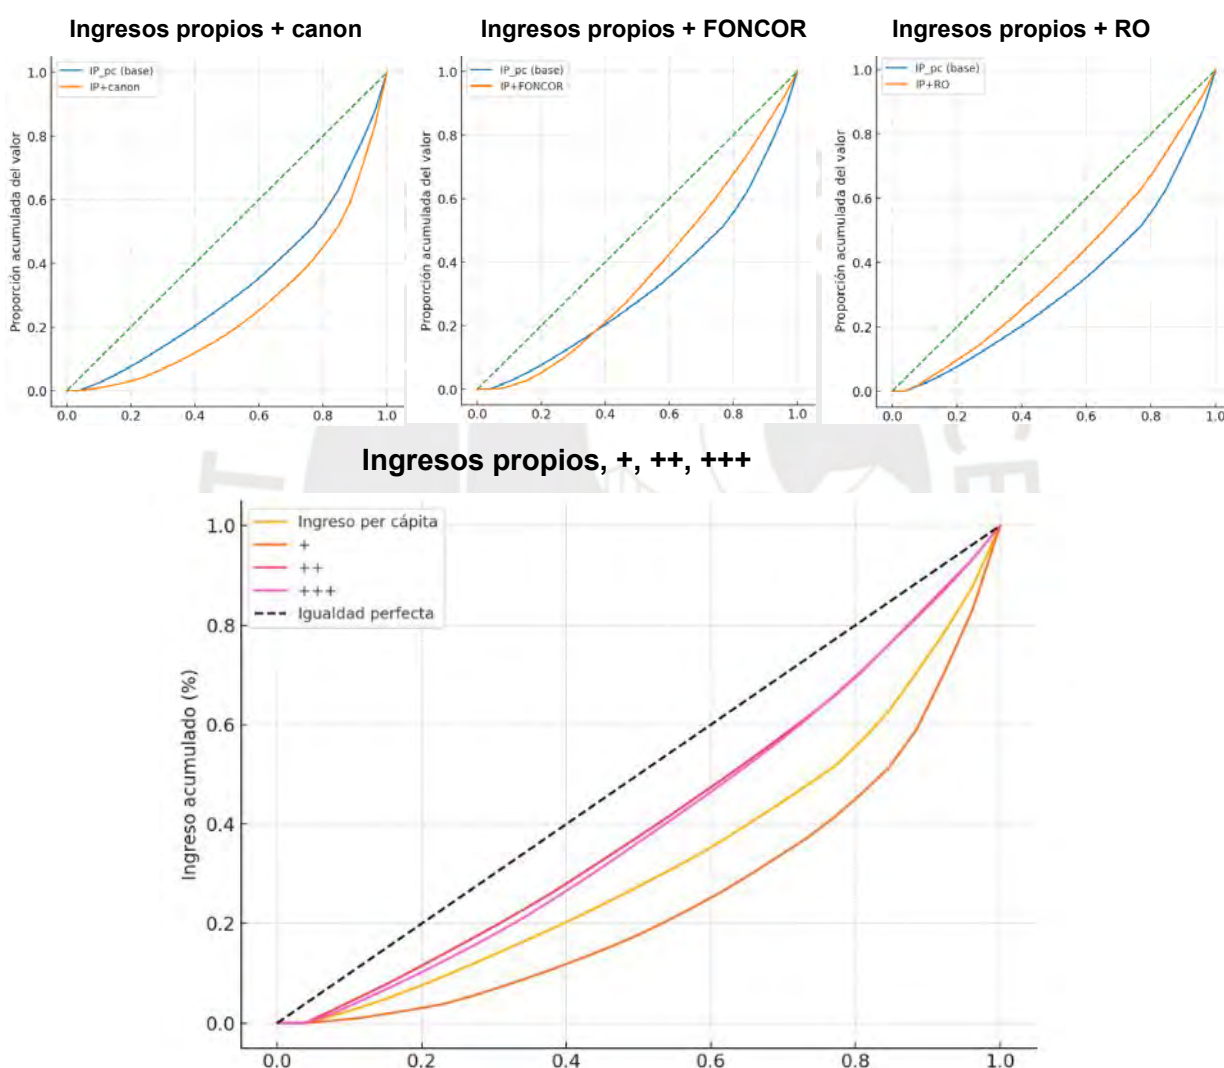 Ingresos propios + canon
Ingresos propios + FONCOR
Ingresos propios + RO
IP_pc (base)
IP+canon
Proporción acumulada del valor
1.0
0.8
0.6
0.4
0.2
0.0
0.0 0.2 0.4 0.6 0.8 1.0
IP_pc (base)
IP+FONCOR
Proporción acumulada del valor
1.0
0.8
0.6
0.4
0.2
0.0
0.0 0.2 0.4 0.6 0.8 1.0
IP_pc (base)
IP+RO
Proporción acumulada del valor
1.0
0.8
0.6
0.4
0.2
0.0
0.0 0.2 0.4 0.6 0.8 1.0
Ingresos propios, +, ++, +++
Ingreso per cápita
+
++
+++
Igualdad perfecta
Ingreso acumulado (%)
1.0
0.8
0.6
0.4
0.2
0.0
0.0 0.2 0.4 0.6 0.8 1.0